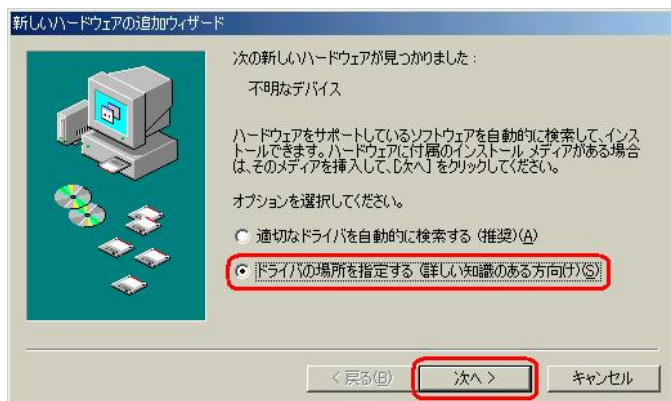 新しいハードウェアの追加ウィザード
次の新しいハードウェアが見つかりました：
不明なデバイス
ハードウェアをサポートしているソフトウェアを自動的に検索して、インス
トールできます。ハードウェアに付属のインストール メディアがある場合
は、そのメディアを挿入して、[次へ] をクリックしてください。
オプションを選択してください。
適切なドライバを自動的に検索する (推奨)(A)
ドライバの場所を指定する (詳しい知識のある方向け)(S)
< 戻る(B)
次へ >
キャンセル